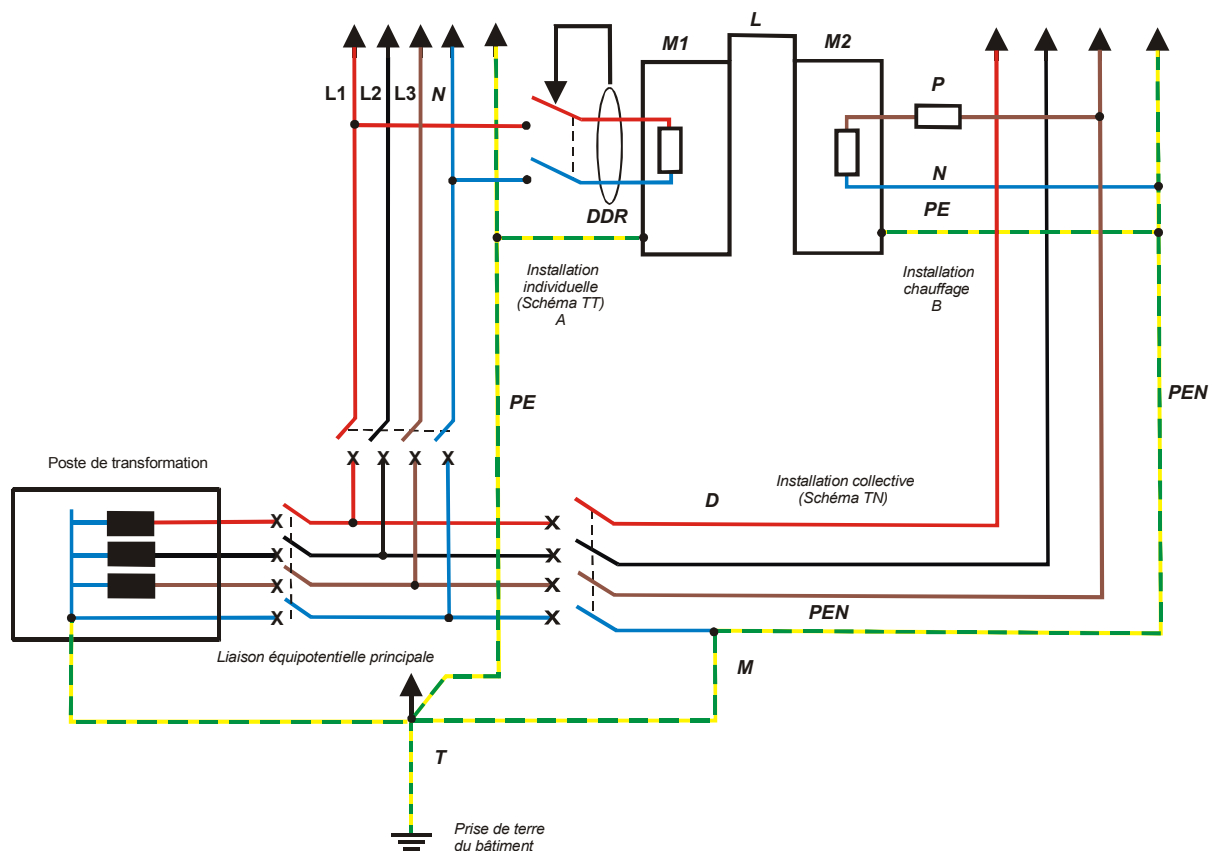 L
M1
M2
P
L1
L2
L3
N
N
DDR
PE
Installation
individuelle
(Schéma TT)
A
Installation
chauffage
B
PE
PEN
Poste de transformation
X X X X
Installation collective
(Schéma TN)
D
X
X
X
X
X
X
X
X
PEN
Liaison équipotentielle principale
M
T
Prise de terre
du bâtiment